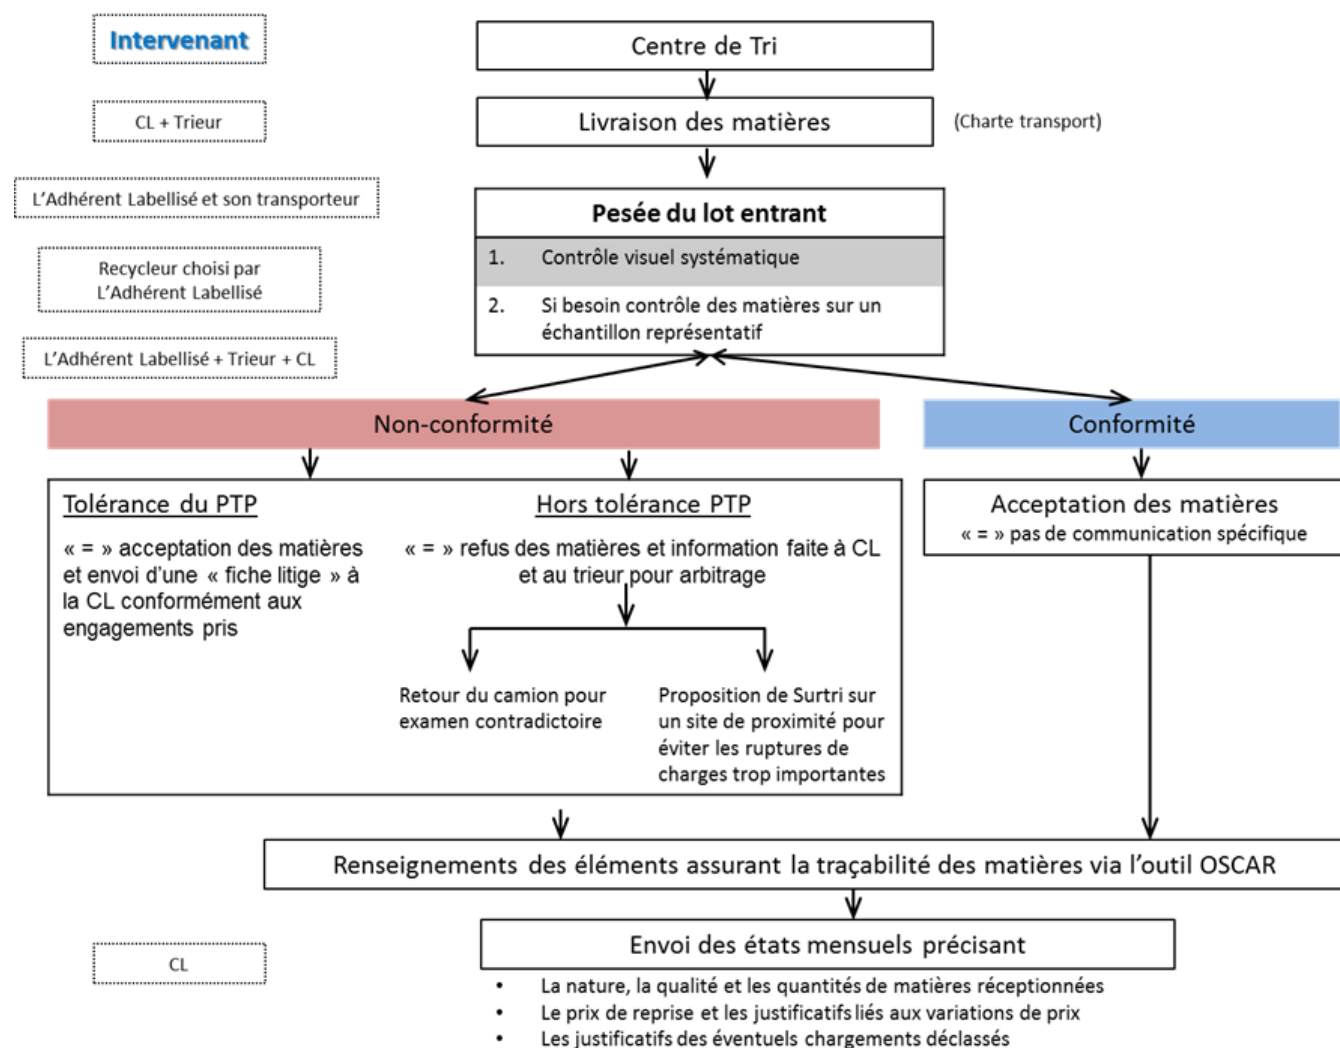 Intervenant
Centre de Tri
CL + Trieur
Livraison des matières
(Charte transport)
L’Adhérent Labellisé et son transporteur
Pesée du lot entrant
Recycleur choisi par
L’Adhérent Labellisé
1. Contrôle visuel systématique
2. Si besoin contrôle des matières sur un
échantillon représentatif
L’Adhérent Labellisé + Trieur + CL
Non-conformité
Conformité
Tolérance du PTP
« = » acceptation des matières
et envoi d’une « fiche litige » à
la CL conformément aux
engagements pris
Hors tolérance PTP
« = » refus des matières et information faite à CL
et au trieur pour arbitrage
Retour du camion pour
examen contradictoire
Proposition de Surtri sur
un site de proximité pour
éviter les ruptures de
charges trop importantes
Acceptation des matières
« = » pas de communication spécifique
Renseignements des éléments assurant la traçabilité des matières via l’outil OSCAR
CL
Envoi des états mensuels précisant
• La nature, la qualité et les quantités de matières réceptionnées
• Le prix de reprise et les justificatifs liés aux variations de prix
• Les justificatifs des éventuels chargements déclassés